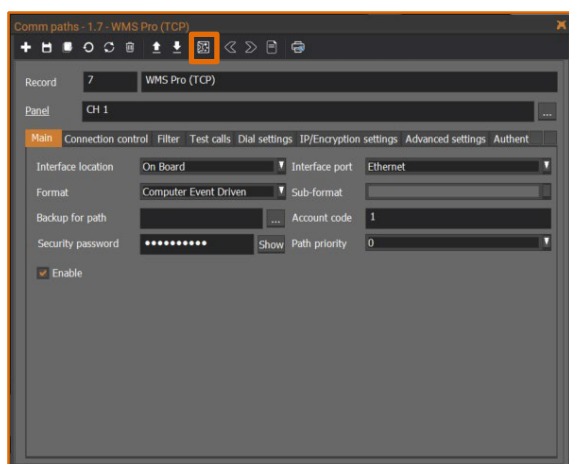 Comm paths - 1.7 - WMS Pro (TCP)
Record 7 WMS Pro (TCP)
Panel CH 1 ...
Main Connection control Filter Test calls Dial settings IP/Encryption settings Advanced settings Authent
Interface location On Board Interface port Ethernet
Format Computer Event Driven Sub-format
Backup for path ... Account code 1
Security password •••••••••• Show Path priority 0
Enable